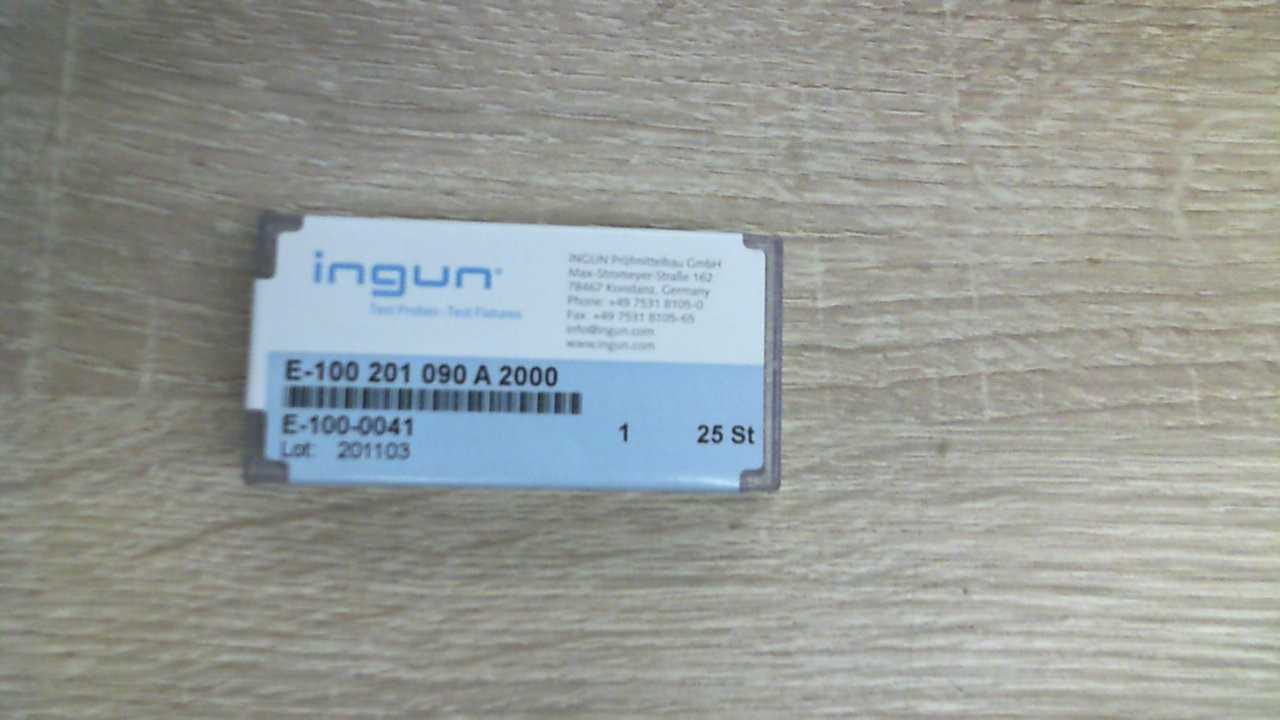 ingun®
Test Probes · Test Fixtures
INGUN Prüfmittelbau GmbH
Max-Stromeyer-Straße 162
78467 Konstanz, Germany
Phone: +49 7531 8105-0
Fax: +49 7531 8105-65
info@ingun.com
www.ingun.com
E-100 201 090 A 2000
E-100-0041 1 25 St
Lot: 201103